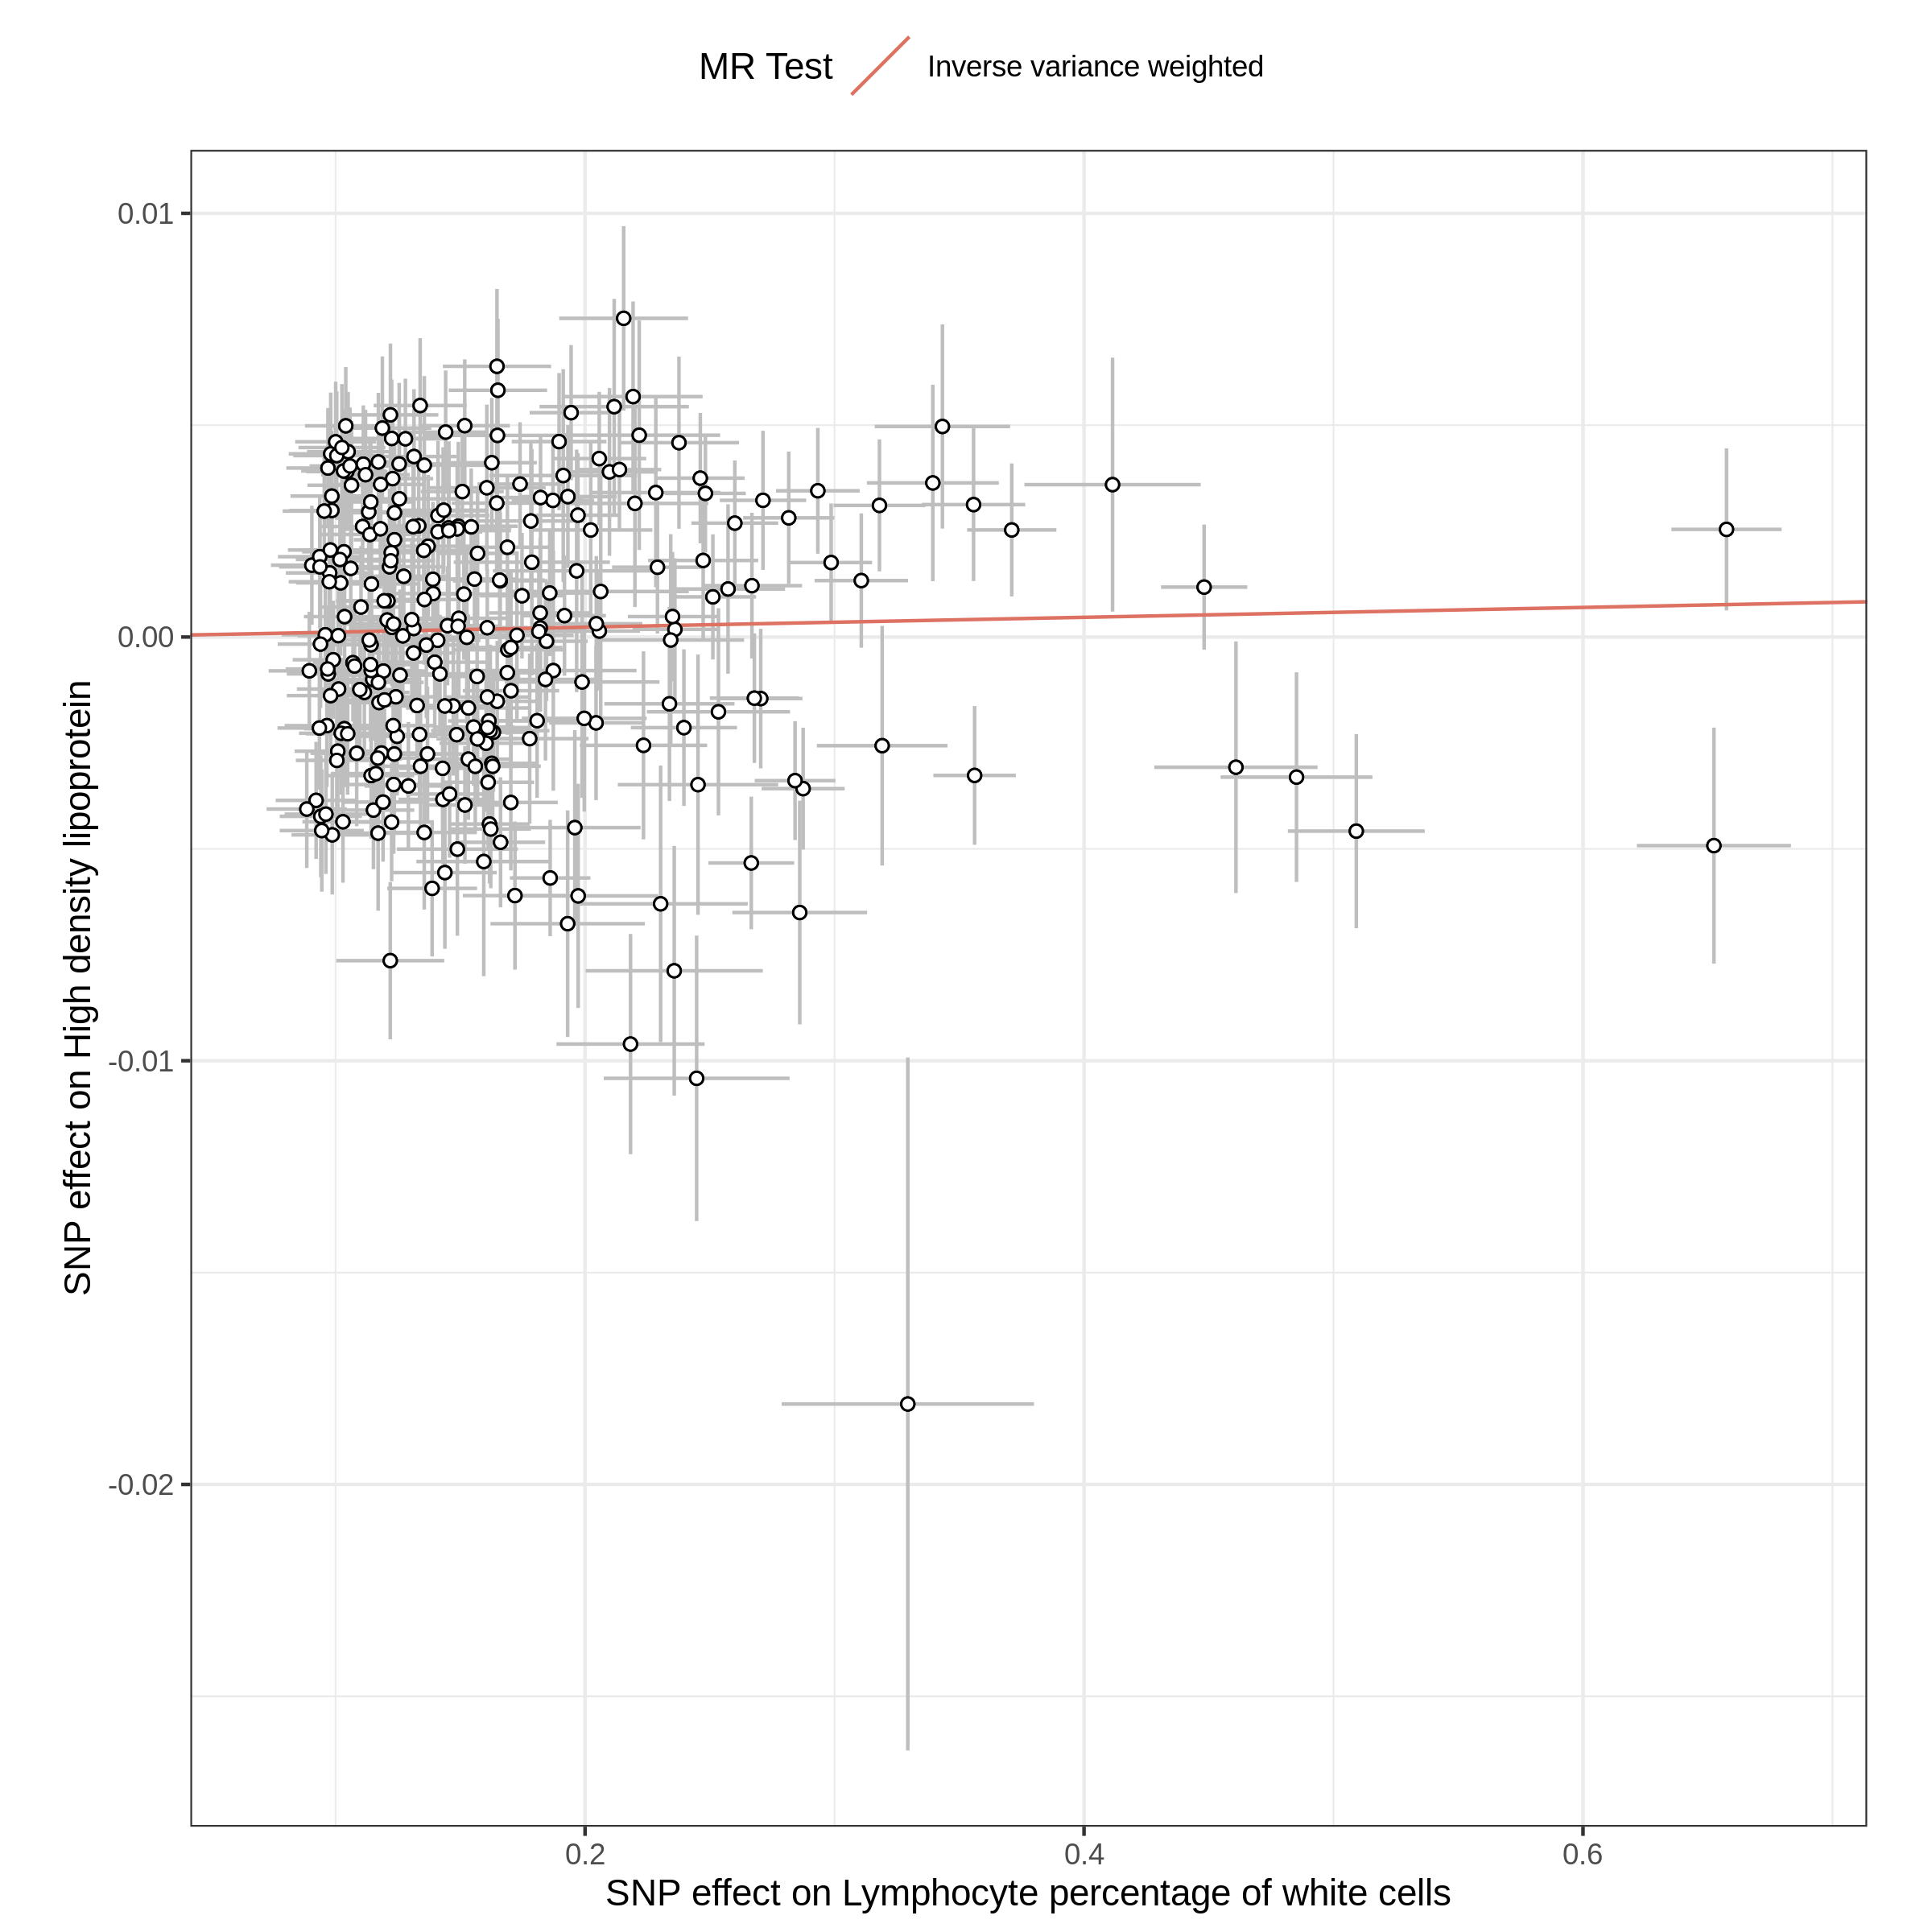 MR Test
Inverse variance weighted
0.01
0.00
-0.01
-0.02
SNP effect on High density lipoprotein
0.2
0.4
0.6
SNP effect on Lymphocyte percentage of white cells